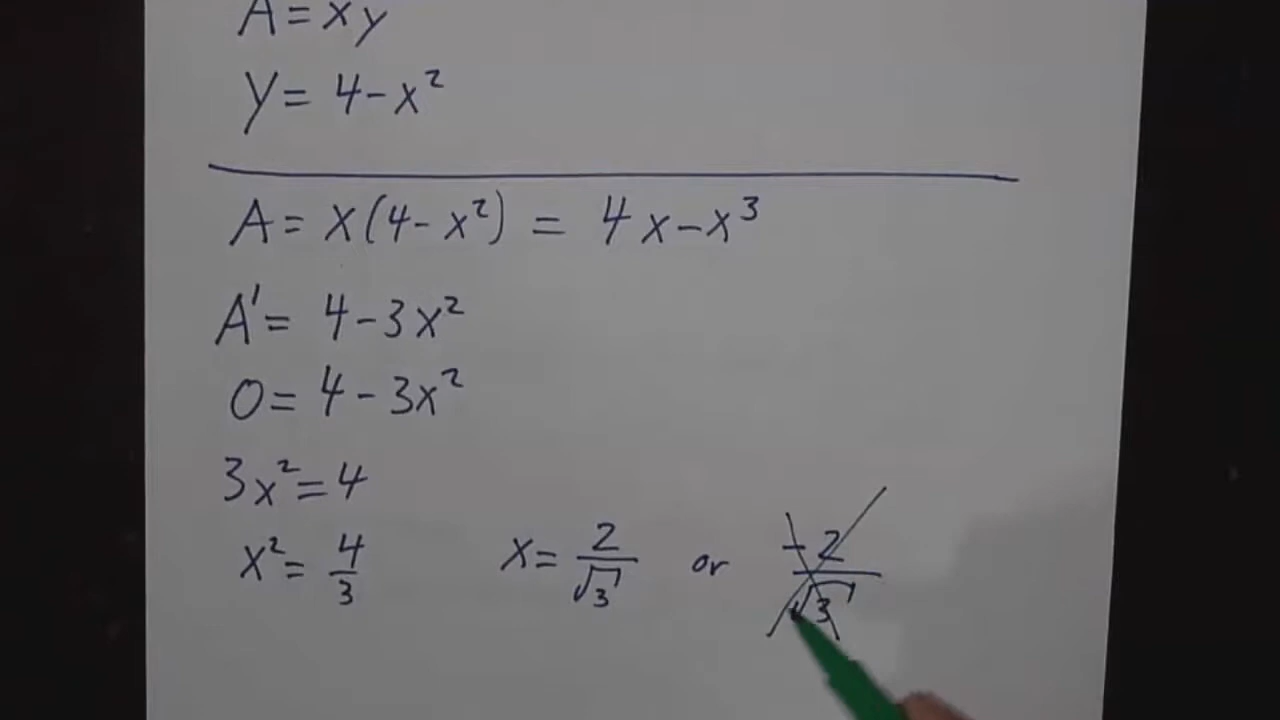 A = xy
y = 4 - x²
A = x(4 - x²) = 4x - x³
A' = 4 - 3x²
0 = 4 - 3x²
3x² = 4
x² = 4/3   x = 2/√3 or -2/√3